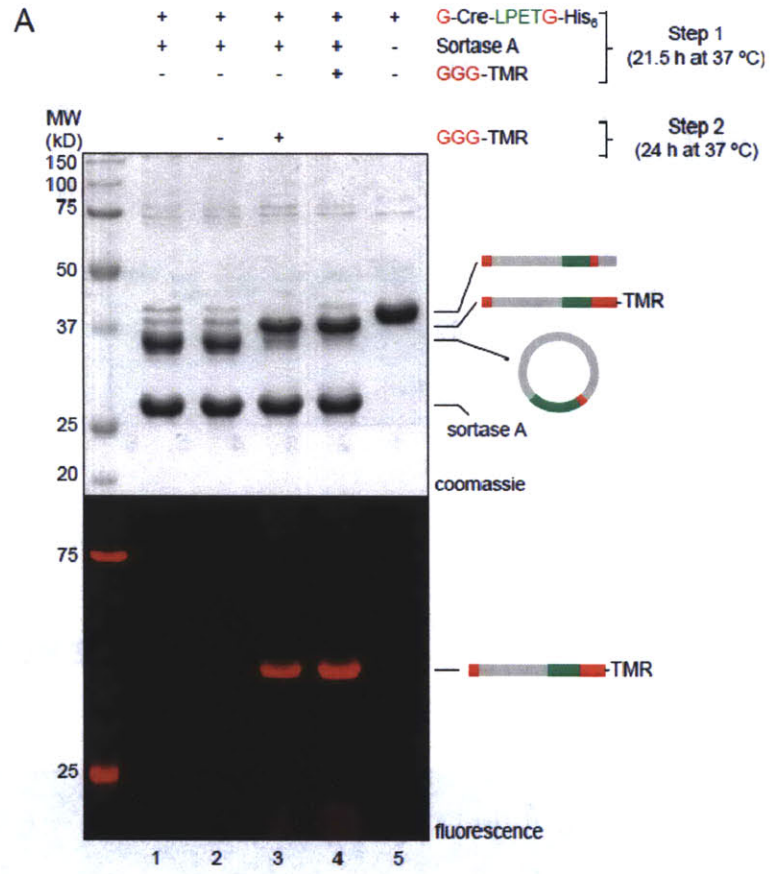 A
+ + + + + G-Cre-LPETG-His6
+ + + + - Sortase A
- - - + - GGG-TMR
Step 1
(21.5 h at 37 ºC)
- + GGG-TMR
Step 2
(24 h at 37 ºC)
MW
(kD)
150
100
75
50
37
25
20
-TMR
sortase A
coomassie
75
25
-TMR
fluorescence
1 2 3 4 5